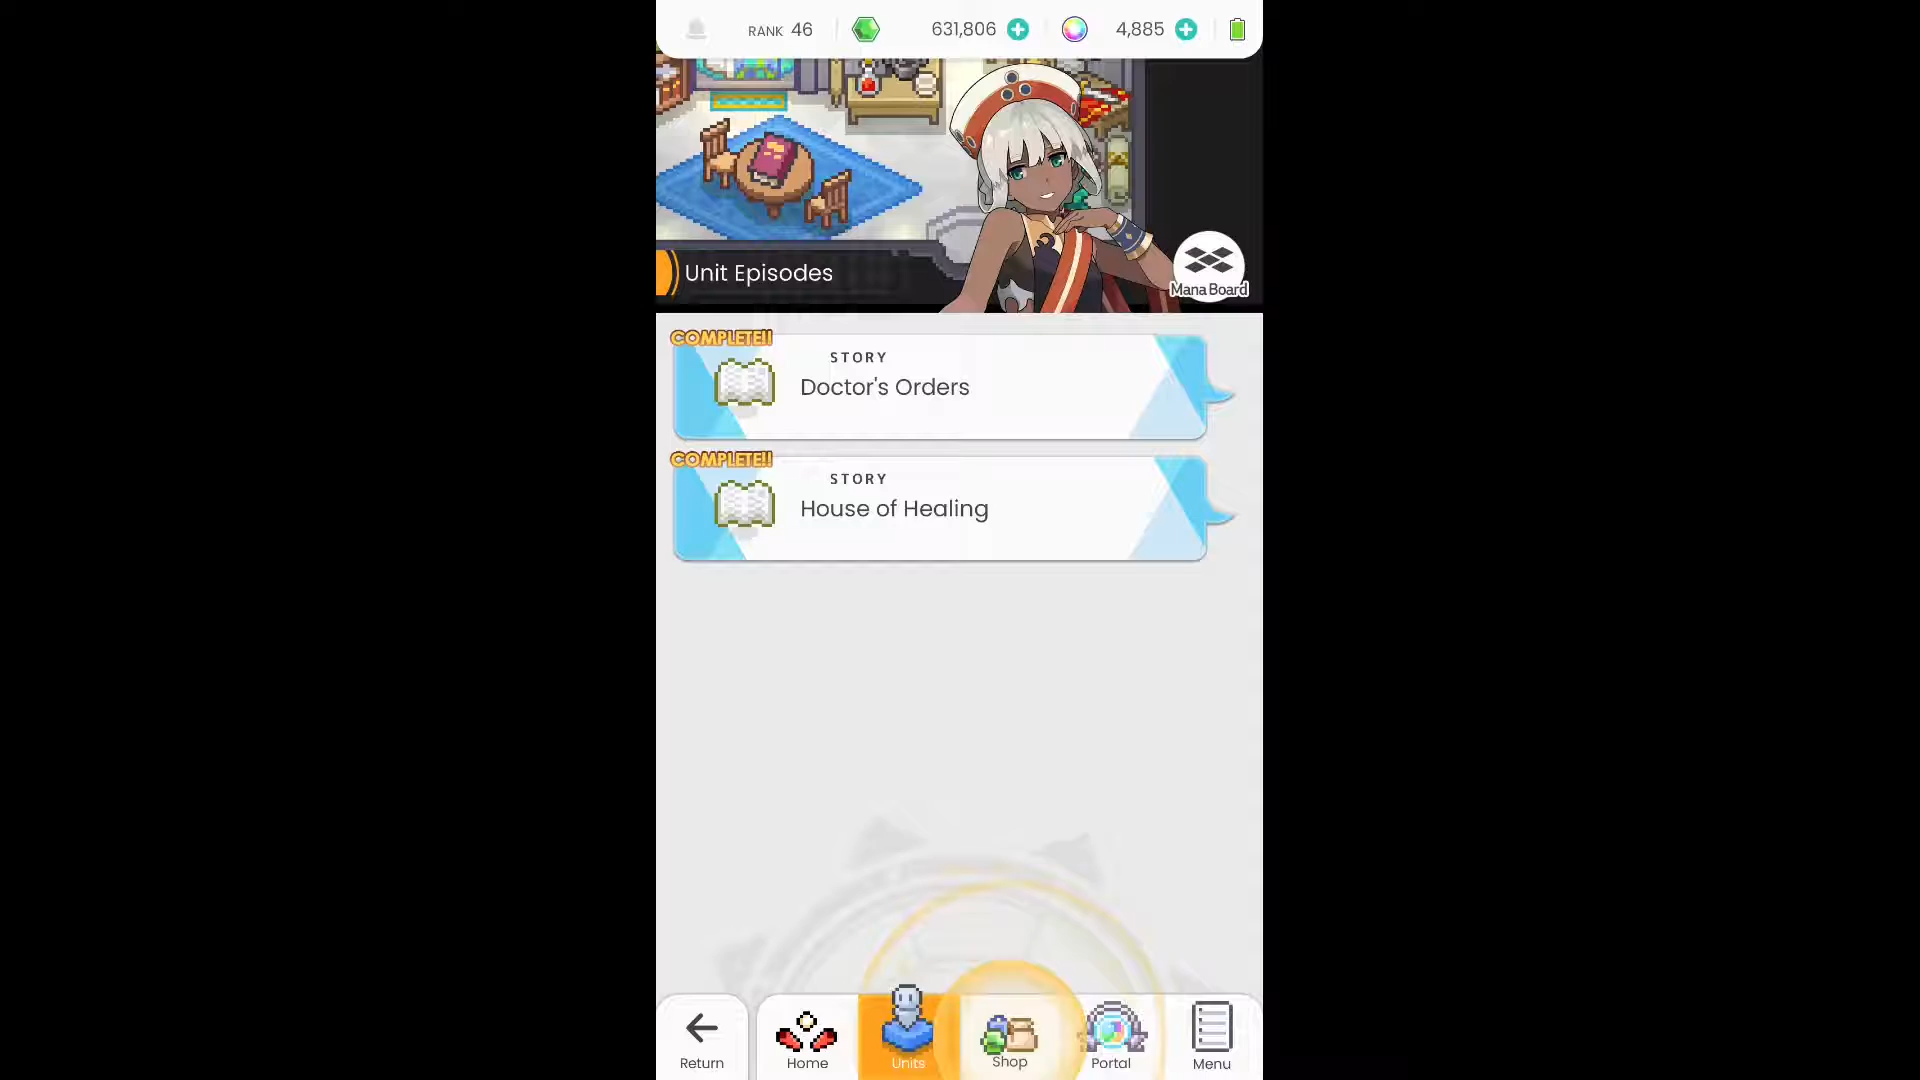 RANK 46 631,806 4,885
Unit Episodes
Mana Board
COMPLETE!!
STORY
Doctor's Orders
COMPLETE!!
STORY
House of Healing
Return Home Units Shop Portal Menu